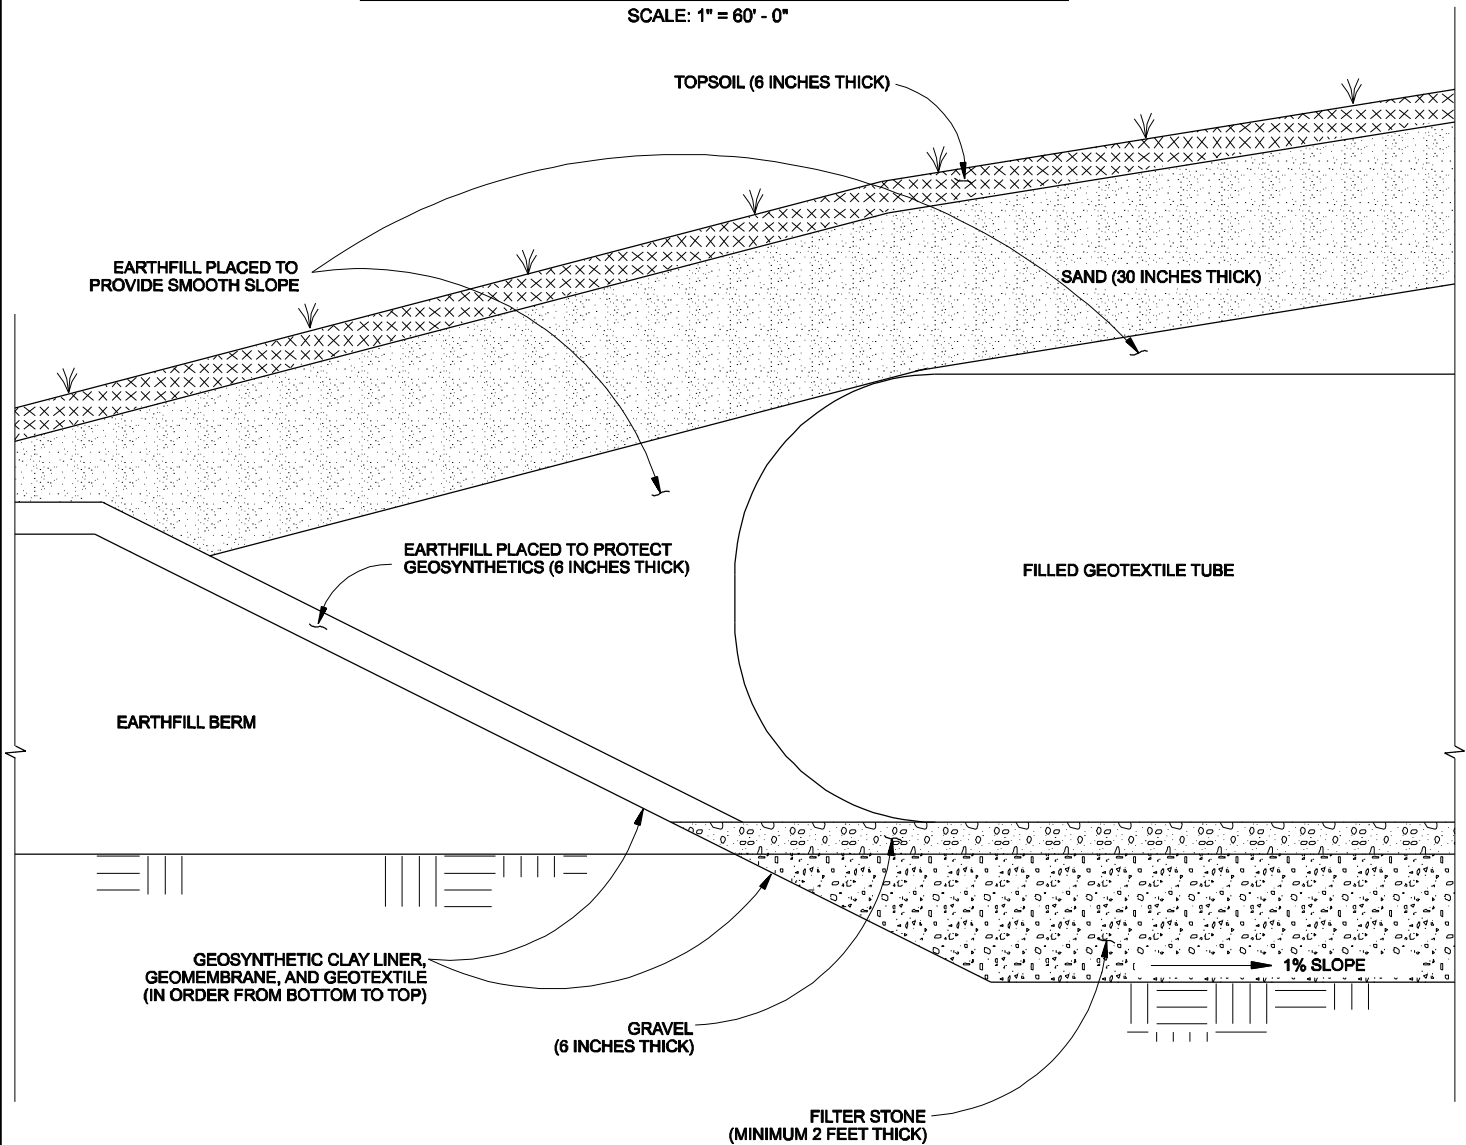 SCALE: 1" = 60' - 0"
TOPSOIL (6 INCHES THICK)
EARTHFILL PLACED TO
PROVIDE SMOOTH SLOPE
SAND (30 INCHES THICK)
EARTHFILL PLACED TO PROTECT
GEOSYNTHETICS (6 INCHES THICK)
FILLED GEOTEXTILE TUBE
EARTHFILL BERM
GEOSYNTHETIC CLAY LINER,
GEOMEMBRANE, AND GEOTEXTILE
(IN ORDER FROM BOTTOM TO TOP)
1% SLOPE
GRAVEL
(6 INCHES THICK)
FILTER STONE
(MINIMUM 2 FEET THICK)